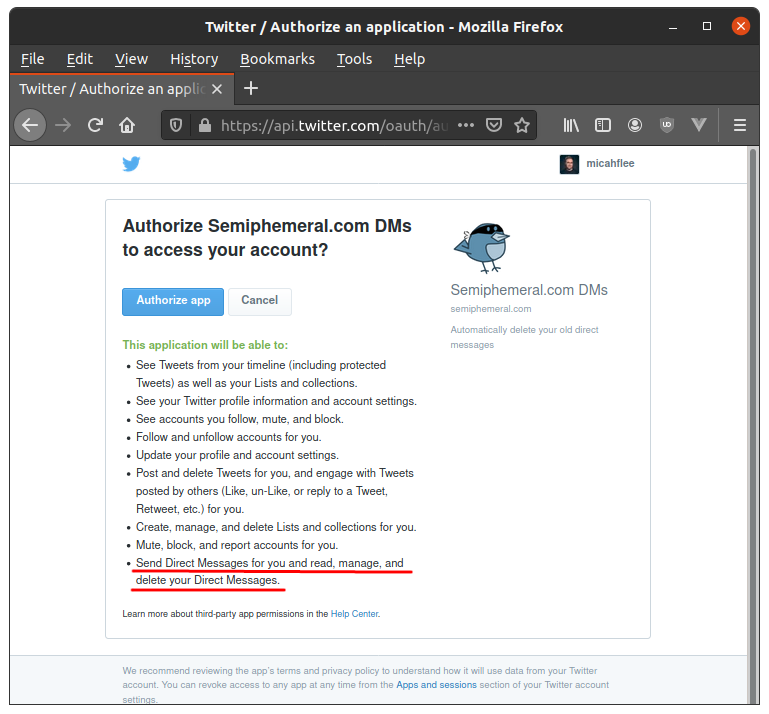 Twitter / Authorize an application - Mozilla Firefox
File Edit View History Bookmarks Tools Help
Twitter / Authorize an applic
https://api.twitter.com/oauth/au
micahflee
Authorize Semiphemeral.com DMs
to access your account?
Authorize app Cancel
Semiphemeral.com DMs
semiphemeral.com
Automatically delete your old direct
messages
This application will be able to:
• See Tweets from your timeline (including protected
Tweets) as well as your Lists and collections.
• See your Twitter profile information and account settings.
• See accounts you follow, mute, and block.
• Follow and unfollow accounts for you.
• Update your profile and account settings.
• Post and delete Tweets for you, and engage with Tweets
posted by others (Like, un-Like, or reply to a Tweet,
Retweet, etc.) for you.
• Create, manage, and delete Lists and collections for you.
• Mute, block, and report accounts for you.
• Send Direct Messages for you and read, manage, and
delete your Direct Messages.
Learn more about third-party app permissions in the Help Center.
We recommend reviewing the app's terms and privacy policy to understand how it will use data from your Twitter
account. You can revoke access to any app at any time from the Apps and sessions section of your Twitter account
settings.